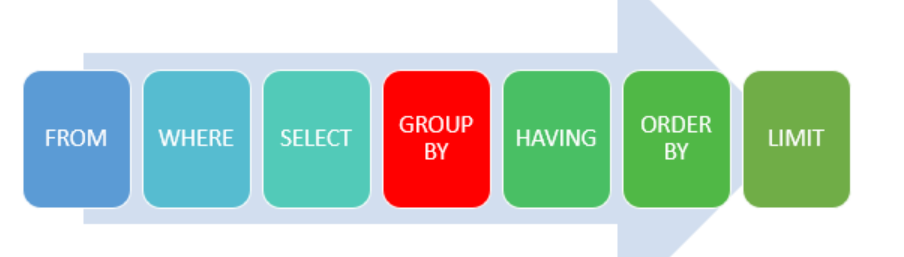 FROM
WHERE
SELECT
GROUP
BY
HAVING
ORDER
BY
LIMIT